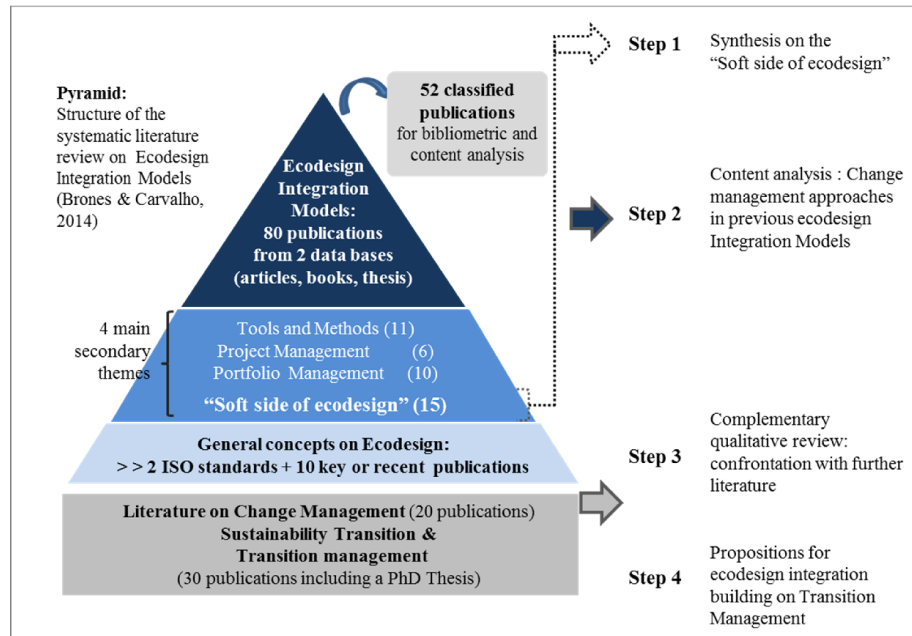 Pyramid:
Structure of the
systematic literature
review on Ecodesign
Integration Models
(Brones & Carvalho,
2014)
52 classified
publications
for bibliometric and
content analysis
Ecodesign
Integration
Models:
80 publications
from 2 data bases
(articles, books, thesis)
4 main
secondary
themes
Tools and Methods (11)
Project Management (6)
Portfolio Management (10)
“Soft side of ecodesign” (15)
General concepts on Ecodesign:
> > 2 ISO standards + 10 key or recent publications
Literature on Change Management (20 publications)
Sustainability Transition &
Transition management
(30 publications including a PhD Thesis)
Step 1
Synthesis on the
“Soft side of ecodesign”
Step 2
Content analysis : Change
management approaches
in previous ecodesign
Integration Models
Step 3
Complementary
qualitative review:
confrontation with further
literature
Step 4
Propositions for
ecodesign integration
building on Transition
Management